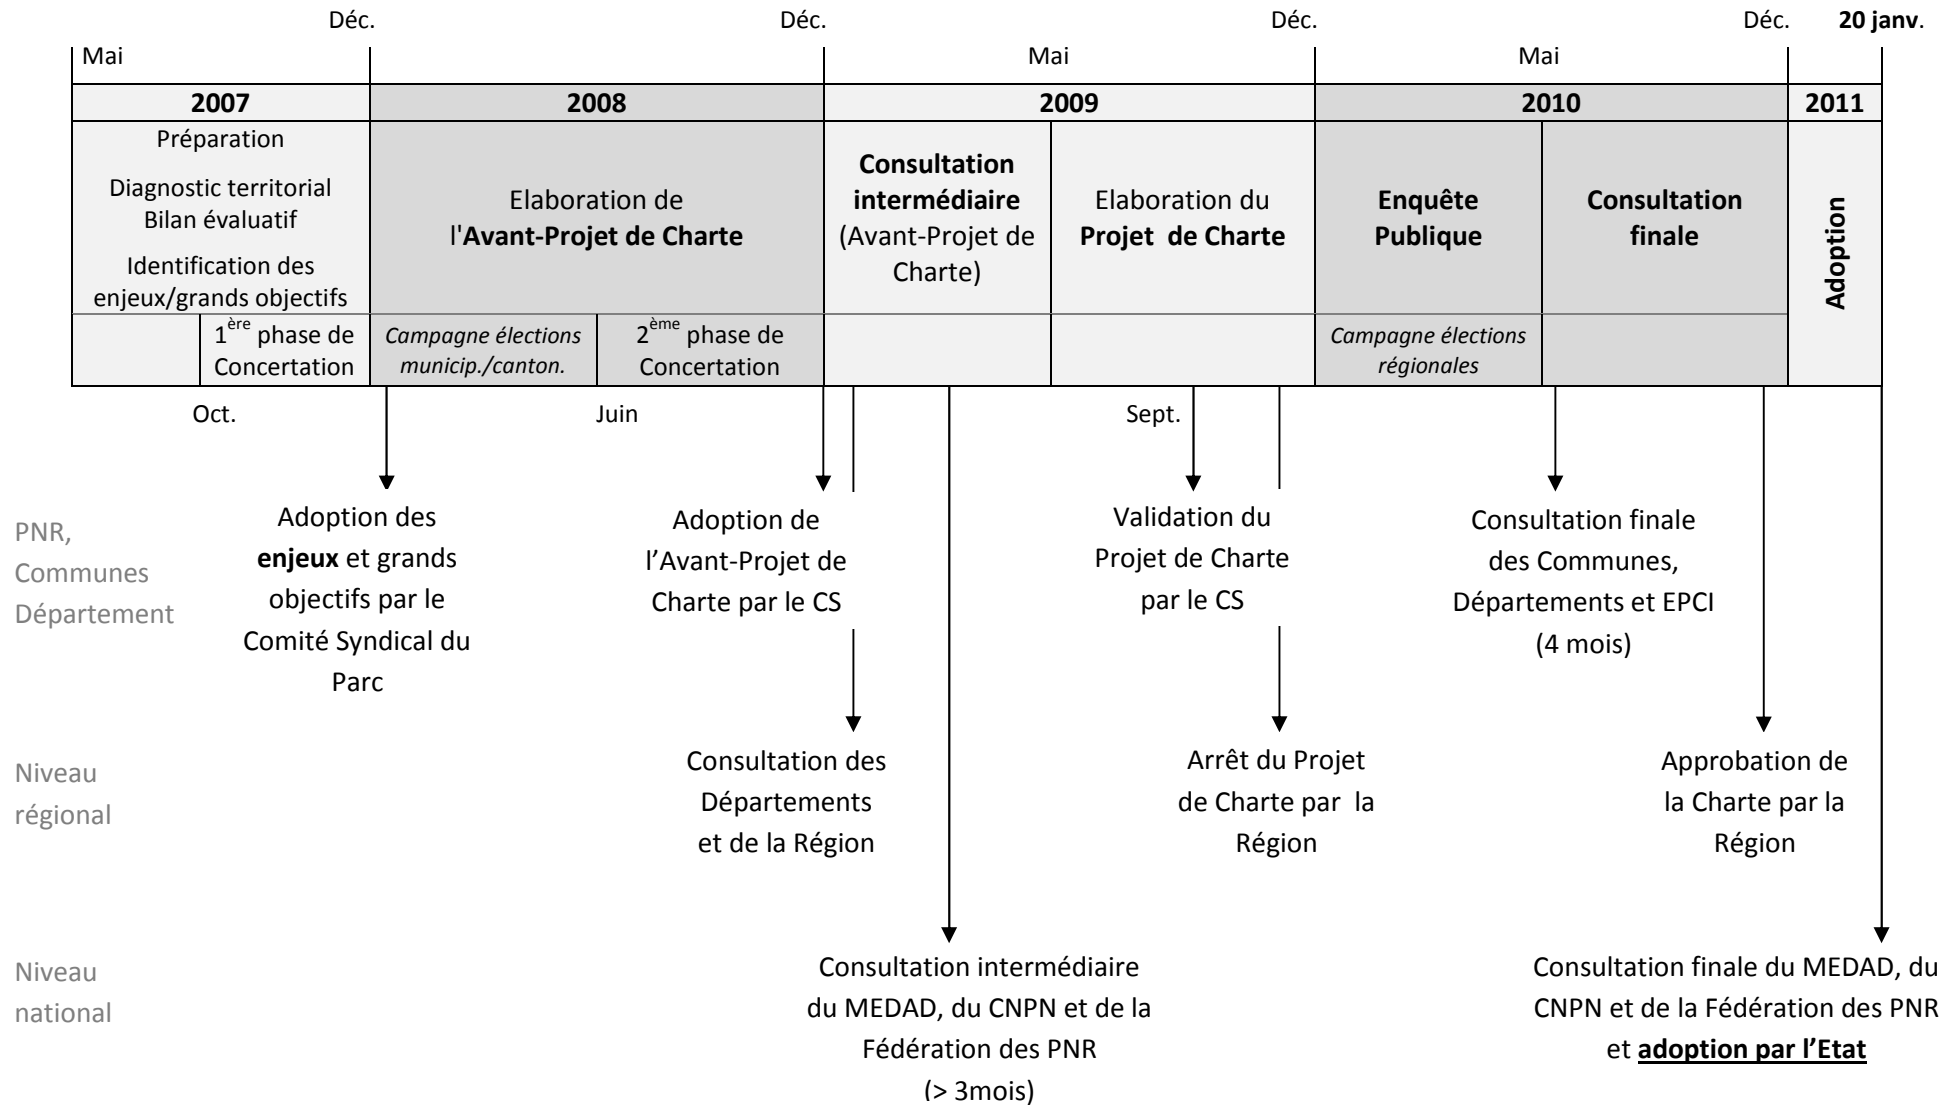 Déc.
Déc.
Déc.
Déc.
20 janv.
Mai
Mai
Mai
2007
2008
2009
2010
2011
Préparation
Diagnostic territorial
Bilan évaluatif
Identification des
enjeux/grands objectifs
Elaboration de
l'Avant-Projet de Charte
Consultation
intermédiaire
(Avant-Projet de
Charte)
Elaboration du
Projet de Charte
Enquête
Publique
Consultation
finale
Adoption
1ère phase de
Concertation
Campagne élections
municip./canton.
2ème phase de
Concertation
Campagne élections
régionales
Oct.
Juin
Sept.
PNR,
Communes
Département
Adoption des
enjeux et grands
objectifs par le
Comité Syndical du
Parc
Adoption de
l’Avant-Projet de
Charte par le CS
Validation du
Projet de Charte
par le CS
Consultation finale
des Communes,
Départements et EPCI
(4 mois)
Niveau
régional
Consultation des
Départements
et de la Région
Arrêt du Projet
de Charte par la
Région
Approbation de
la Charte par la
Région
Niveau
national
Consultation intermédiaire
du MEDAD, du CNPN et de la
Fédération des PNR
(> 3mois)
Consultation finale du MEDAD, du
CNPN et de la Fédération des PNR
et adoption par l’Etat